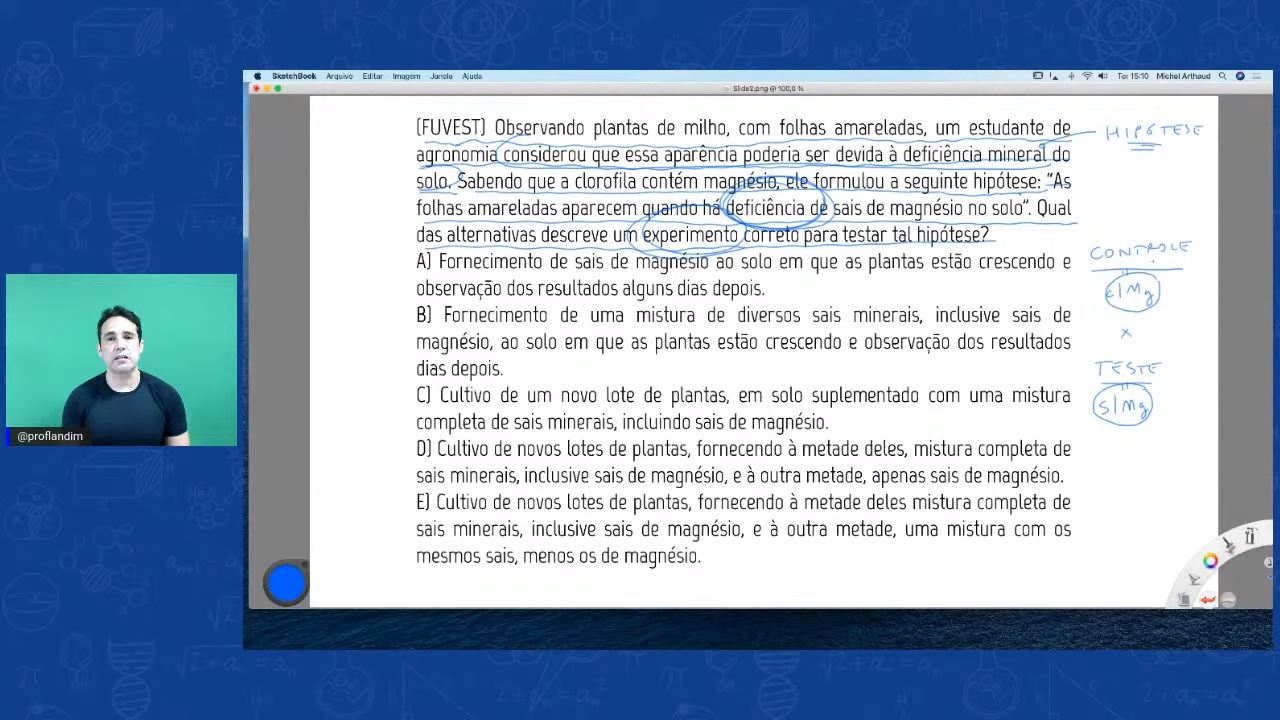 SketchBook Arquivo Editar Imagem Janela Ajuda
Ter 15:10 Michel Arthaud
Slide2.png @ 100,0 %
(FUVEST) Observando plantas de milho, com folhas amareladas, um estudante de
agronomia considerou que essa aparência poderia ser devida à deficiência mineral do
solo. Sabendo que a clorofila contém magnésio, ele formulou a seguinte hipótese: “As
folhas amareladas aparecem quando há deficiência de sais de magnésio no solo”. Qual
das alternativas descreve um experimento correto para testar tal hipótese?
A) Fornecimento de sais de magnésio ao solo em que as plantas estão crescendo e
observação dos resultados alguns dias depois.
B) Fornecimento de uma mistura de diversos sais minerais, inclusive sais de
magnésio, ao solo em que as plantas estão crescendo e observação dos resultados
dias depois.
C) Cultivo de um novo lote de plantas, em solo suplementado com uma mistura
completa de sais minerais, incluindo sais de magnésio.
D) Cultivo de novos lotes de plantas, fornecendo à metade deles, mistura completa de
sais minerais, inclusive sais de magnésio, e à outra metade, apenas sais de magnésio.
E) Cultivo de novos lotes de plantas, fornecendo à metade deles mistura completa de
sais minerais, inclusive sais de magnésio, e à outra metade, uma mistura com os
mesmos sais, menos os de magnésio.
HIPÓTESE
CONTROLE
c/Mg
x
TESTE
s/Mg
@proflandim